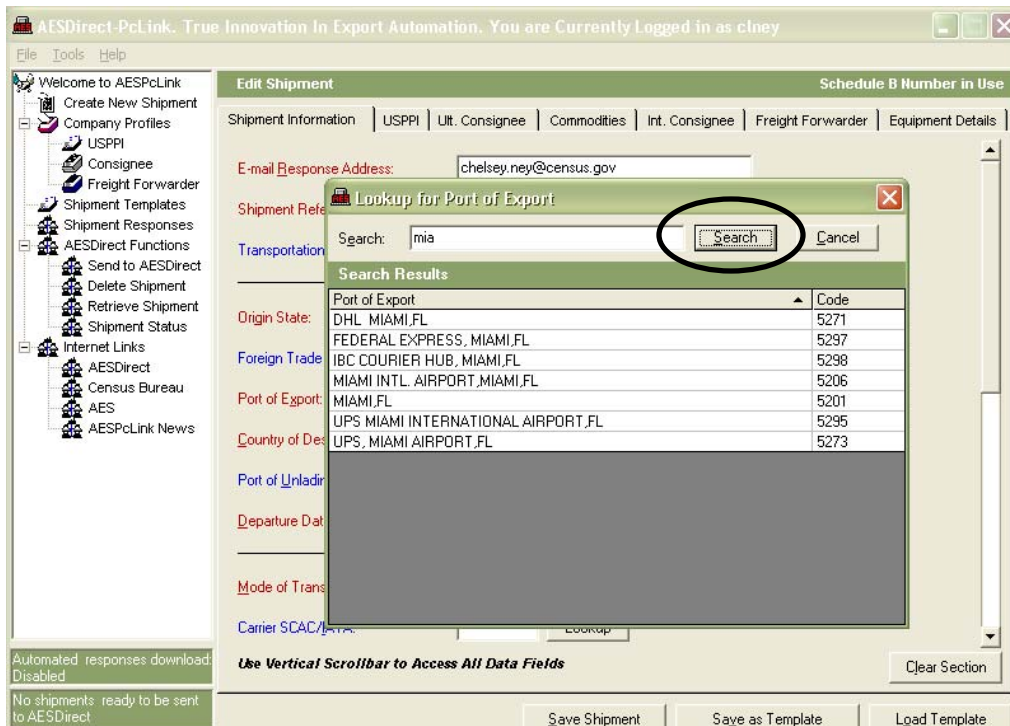 AESDirect-PcLink. True Innovation In Export Automation. You are Currently Logged in as clney
File Tools Help
Welcome to AESPcLink
Create New Shipment
Company Profiles
USPPI
Consignee
Freight Forwarder
Shipment Templates
Shipment Responses
AESDirect Functions
Send to AESDirect
Delete Shipment
Retrieve Shipment
Shipment Status
Internet Links
AESDirect
Census Bureau
AES
AESPcLink News
Automated responses download:
Disabled
No shipments ready to be sent
to AESDirect
Edit Shipment Schedule B Number in Use
Shipment Information USPPI Ult. Consignee Commodities Int. Consignee Freight Forwarder Equipment Details
E-mail Response Address: chelsey.ney@census.gov
Shipment Refe
Transportation
Origin State:
Foreign Trade
Port of Export:
Country of Des
Port of Unladin
Departure Dat
Mode of Trans
Carrier SCAC/IATA: Lookup
Use Vertical Scrollbar to Access All Data Fields
Clear Section
Save Shipment Save as Template Load Template
Lookup for Port of Export
Search: mia Search Cancel
Search Results
Port of Export Code
DHL MIAMI,FL 5271
FEDERAL EXPRESS, MIAMI,FL 5297
IBC COURIER HUB, MIAMI,FL 5298
MIAMI INTL. AIRPORT,MIAMI,FL 5206
MIAMI,FL 5201
UPS MIAMI INTERNATIONAL AIRPORT,FL 5295
UPS, MIAMI AIRPORT,FL 5273